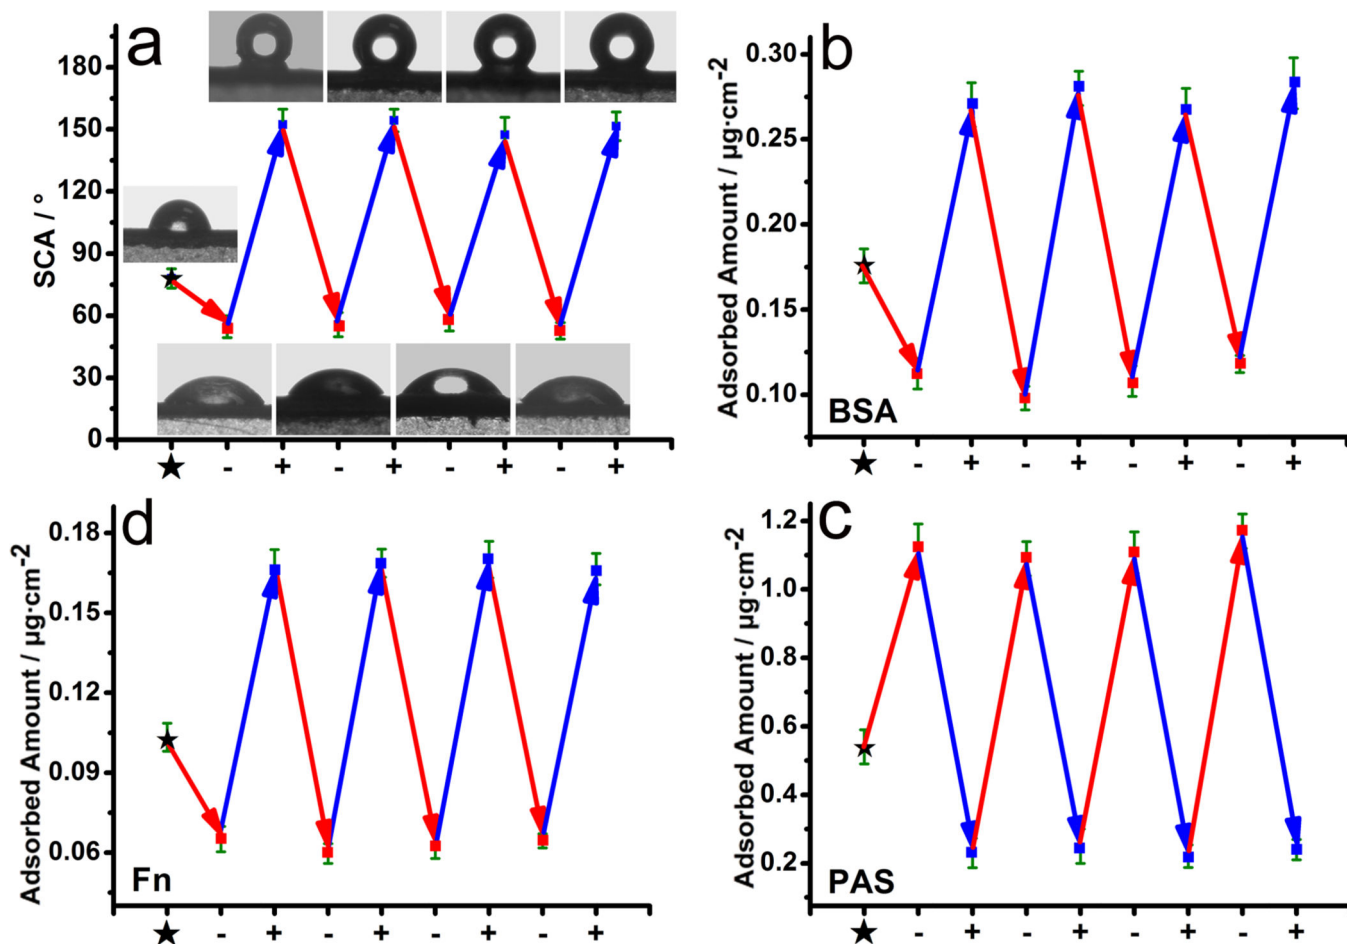 a
SCA / °
180
150
120
90
60
30
0
★ - + - + - + - +
b
Adsorbed Amount / µg·cm⁻²
0.30
0.25
0.20
0.15
0.10
BSA
★ - + - + - + - +
d
Adsorbed Amount / µg·cm⁻²
0.18
0.15
0.12
0.09
0.06
Fn
★ - + - + - + - +
c
Adsorbed Amount / µg·cm⁻²
1.2
1.0
0.8
0.6
0.4
0.2
PAS
★ - + - + - + - +